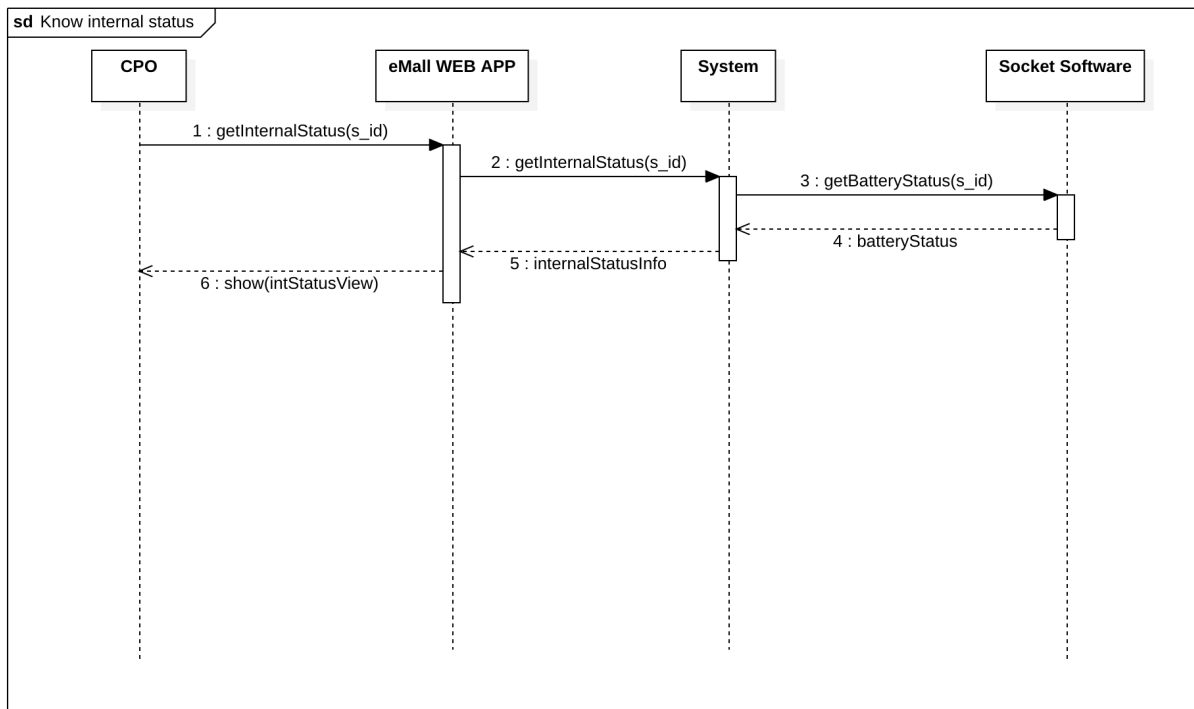 sd Know internal status
CPO
eMall WEB APP
System
Socket Software
1 : getInternalStatus(s_id)
2 : getInternalStatus(s_id)
3 : getBatteryStatus(s_id)
4 : batteryStatus
5 : internalStatusInfo
6 : show(intStatusView)